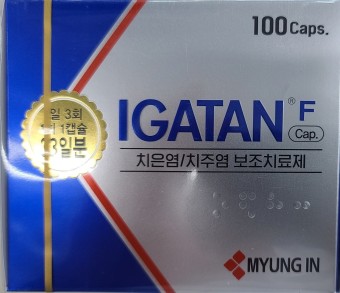 100 Caps.
일 3회
1캡슐
3일분
IGATAN® F
Cap.
치은염/치주염 보조치료제
MYUNG IN